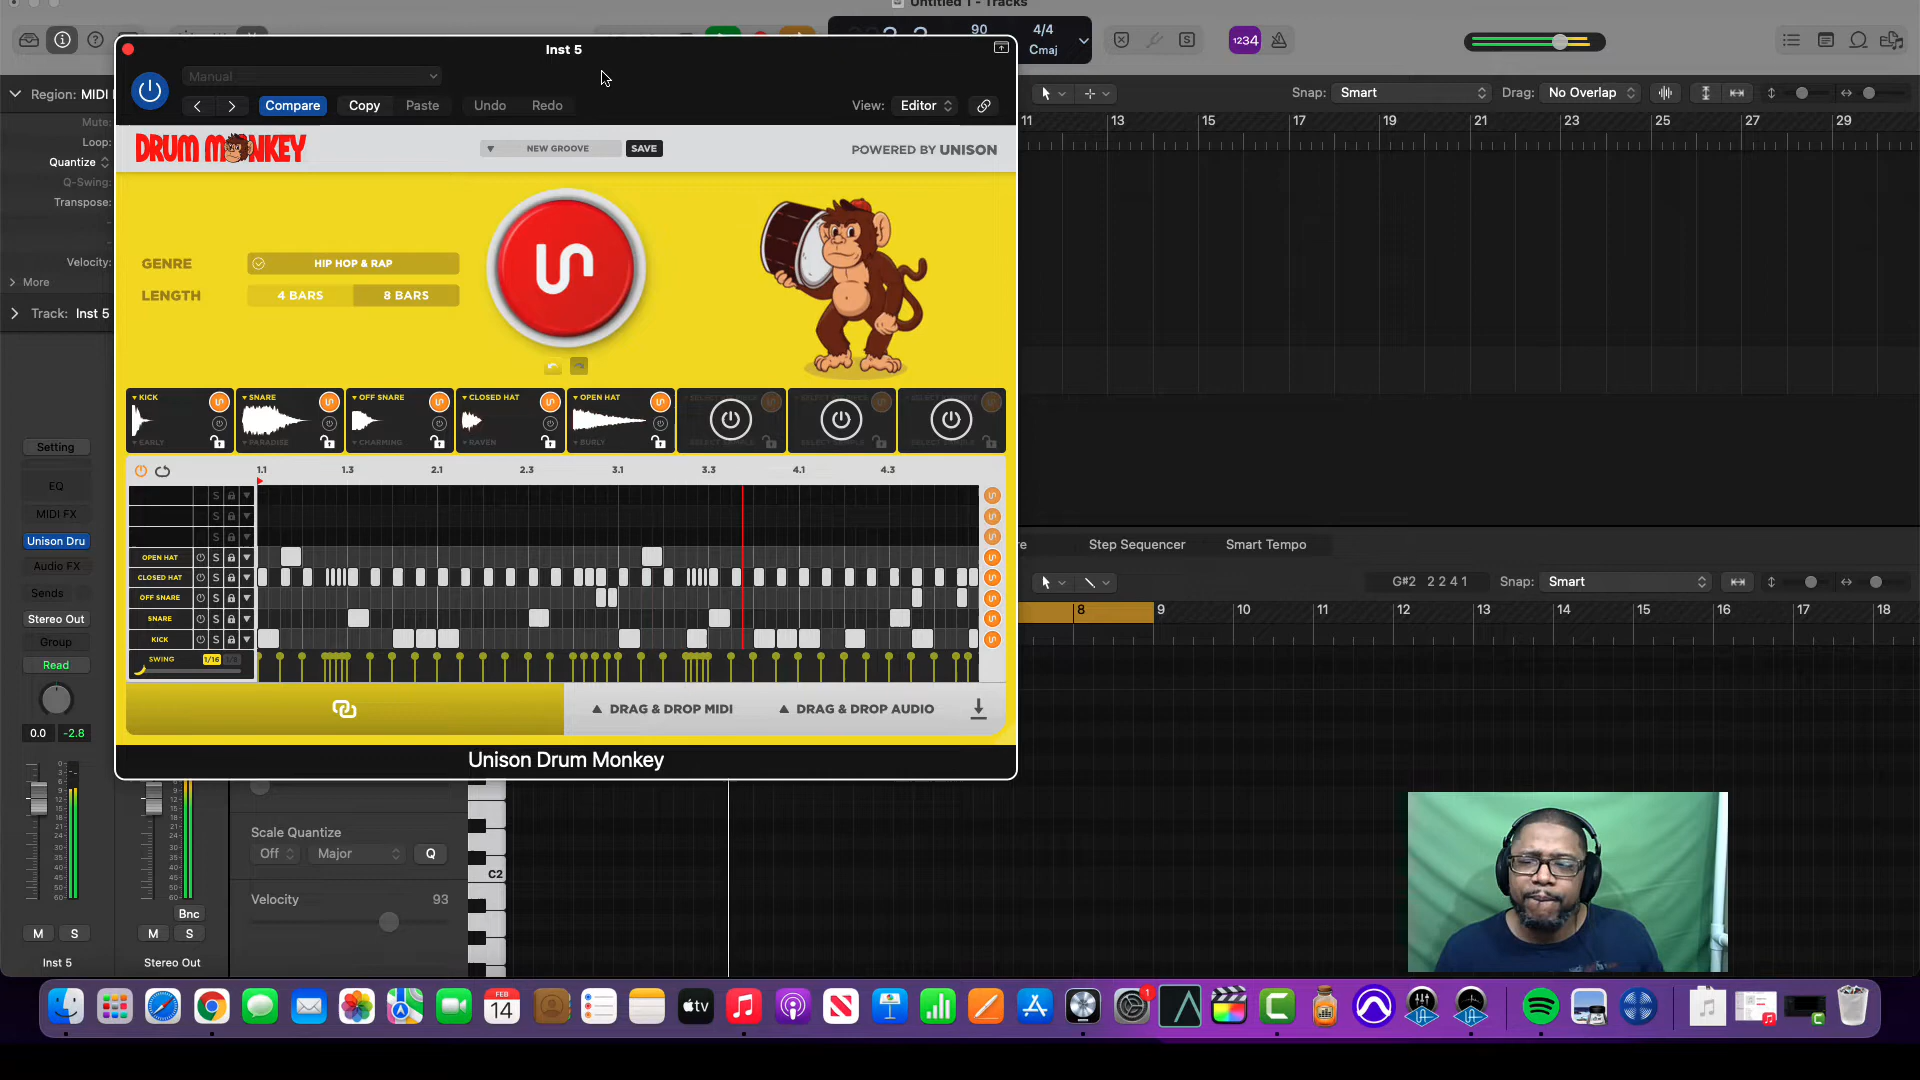 Untitled 1 - Tracks
Inst 5
90
4/4
Cmaj
1234
Manual
Region: MIDI
Mute:
Loop:
Quantize
Q-Swing:
Transpose:
Velocity:
More
Track: Inst 5
Compare
Copy
Paste
Undo
Redo
View:
Editor
Snap:
Smart
Drag:
No Overlap
11
13
15
17
19
21
23
25
27
29
DRUM MONKEY
NEW GROOVE
SAVE
POWERED BY UNISON
GENRE
HIP HOP & RAP
LENGTH
4 BARS
8 BARS
KICK
SNARE
OFF SNARE
CLOSED HAT
OPEN HAT
EARLY
PARADISE
CHARMING
RAVEN
BURLY
SELECT SAMPLE
SELECT SAMPLE
SELECT SAMPLE
1.1
1.3
2.1
2.3
3.1
3.3
4.1
4.3
S
S
S
OPEN HAT
S
CLOSED HAT
S
OFF SNARE
S
SNARE
S
KICK
S
SWING
1/16
1/8
DRAG & DROP MIDI
DRAG & DROP AUDIO
Unison Drum Monkey
Setting
EQ
MIDI FX
Unison Dru
Audio FX
Sends
Stereo Out
Group
Read
0.0
-2.8
Bnc
M
S
M
S
Inst 5
Stereo Out
Step Sequencer
Smart Tempo
G#2 2 2 4 1
Snap:
Smart
8
9
10
11
12
13
14
15
16
17
18
Scale Quantize
Off
Major
Q
C2
Velocity
93
FEB
14
tv
1